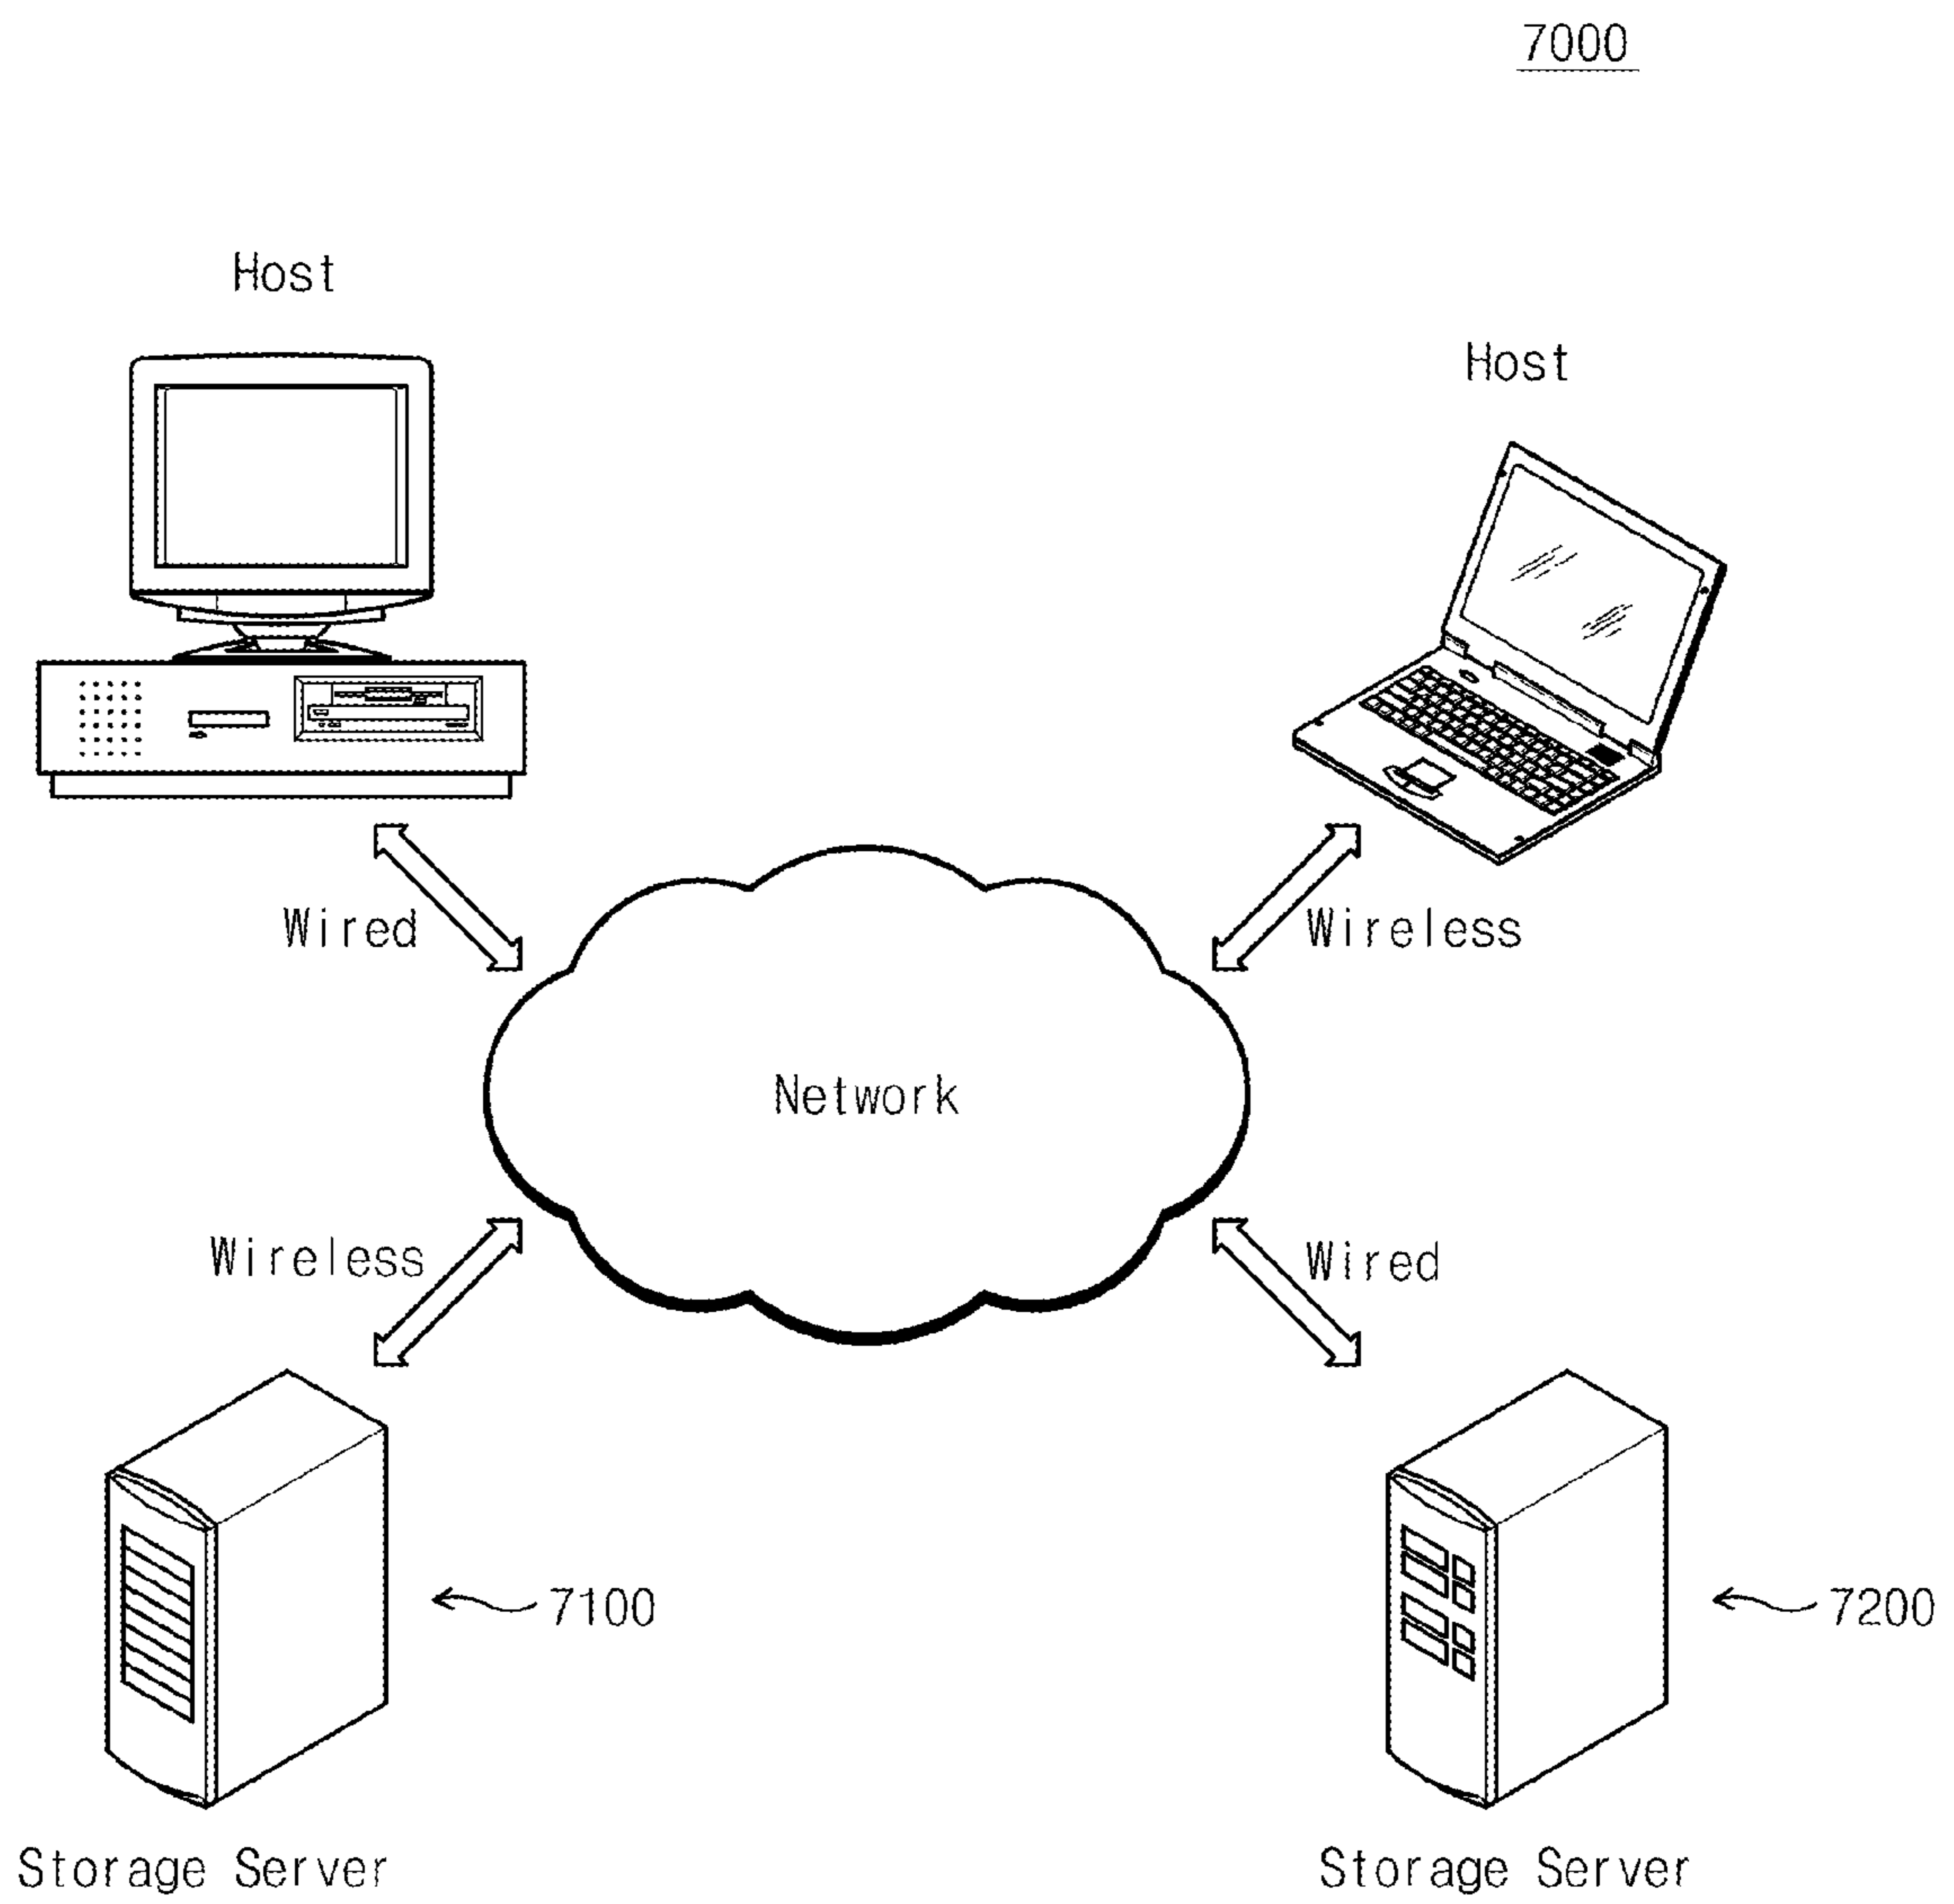 7000
Host
Host
Wired
Wireless
Network
Wireless
Wired
7100
7200
Storage Server
Storage Server